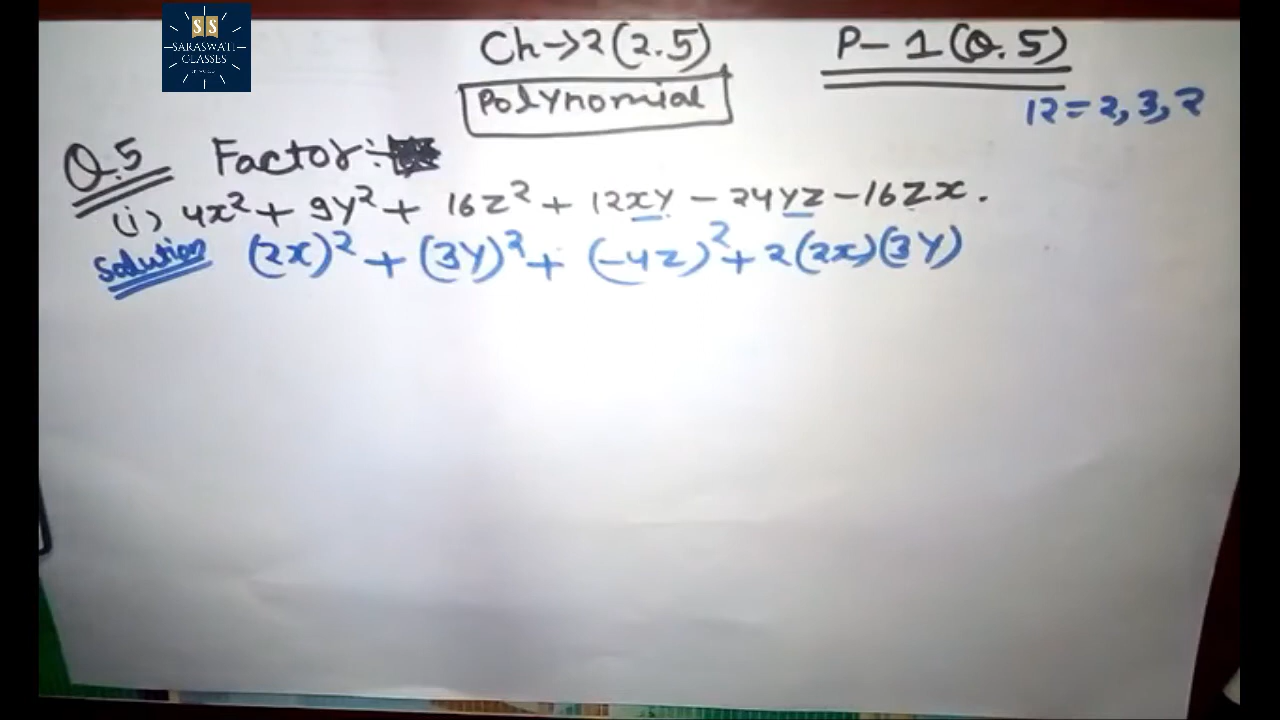 SS
SARASWATI
CLASSES
Ch→2(2.5)
P-1(Q.5)
Polynomial
12=2,3,2
Q.5 Factor:-
(i) 4x²+ 9y²+ 16z²+ 12xy - 24yz -16zx.
Solution (2x)²+ (3y)²+ (-4z)²+2(2x)(3y)